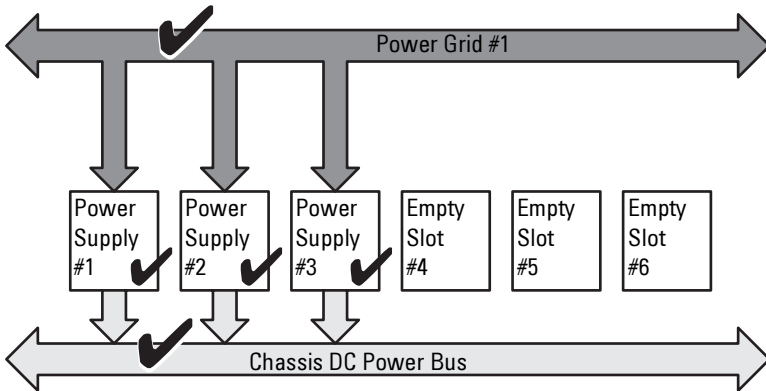 Power Grid #1
Power
Supply
#1
Power
Supply
#2
Power
Supply
#3
Empty
Slot
#4
Empty
Slot
#5
Empty
Slot
#6
Chassis DC Power Bus